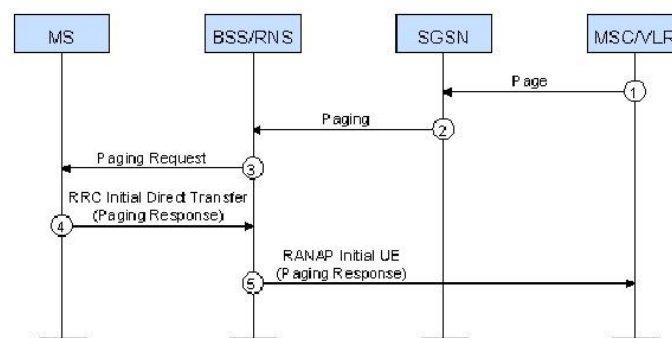 MS
BSS/RNS
SGSN
MSC/VLR
Page
1
Paging
2
Paging Request
3
RRC Initial Direct Transfer
(Paging Response)
4
RANAP Initial UE
(Paging Response)
5